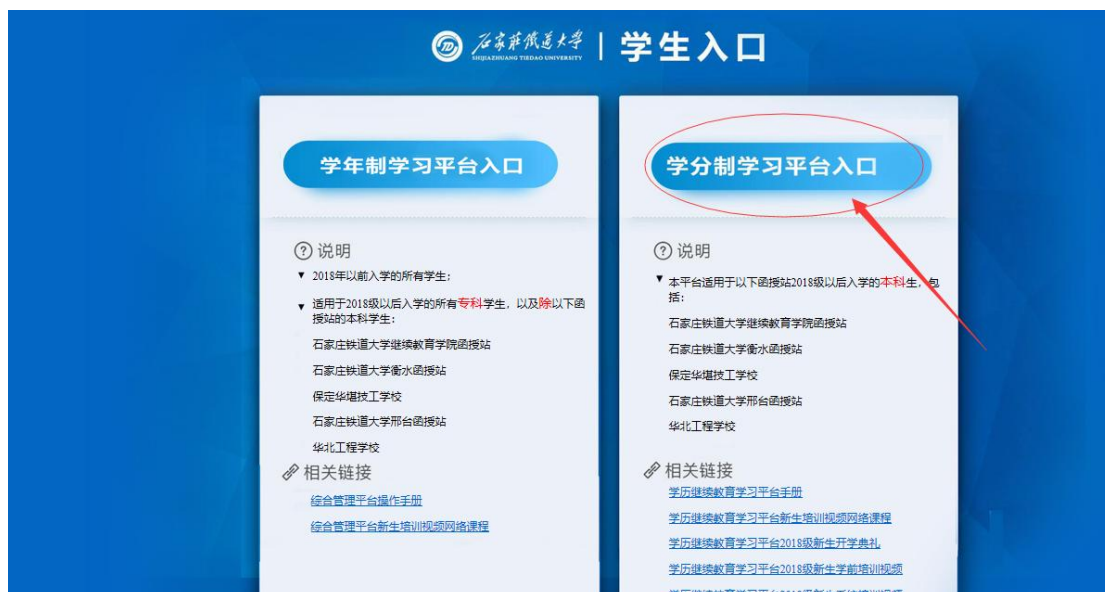 石家莊鐵道大學
SHIJIAZHUANG TIEDAO UNIVERSITY
学生入口
学年制学习平台入口
说明
2018年以前入学的所有学生；
适用于2018级以后入学的所有专科学生，以及除以下函
授站的本科学生：
石家庄铁道大学继续教育学院函授站
石家庄铁道大学衡水函授站
保定华堪技工学校
石家庄铁道大学邢台函授站
华北工程学校
相关链接
综合管理平台操作手册
综合管理平台新生培训视频网络课程
学分制学习平台入口
说明
本平台适用于以下函授站2018级以后入学的本科生，包
括：
石家庄铁道大学继续教育学院函授站
石家庄铁道大学衡水函授站
保定华堪技工学校
石家庄铁道大学邢台函授站
华北工程学校
相关链接
学历继续教育学习平台手册
学历继续教育学习平台新生培训视频网络课程
学历继续教育学习平台2018级新生开学典礼
学历继续教育学习平台2018级新生学前培训视频